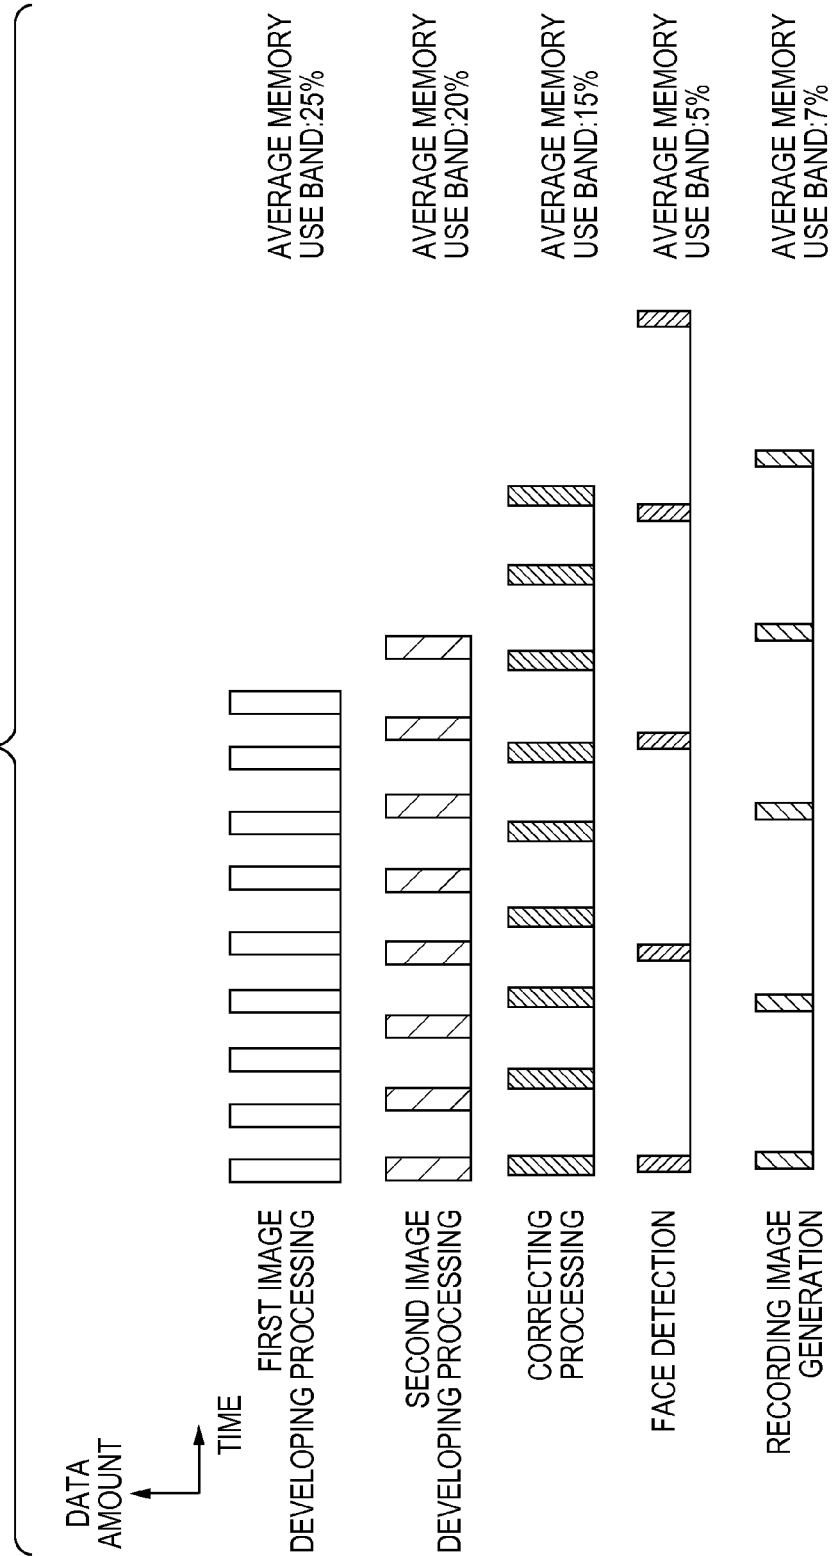 DATA
AMOUNT
TIME
FIRST IMAGE
DEVELOPING PROCESSING
AVERAGE MEMORY
USE BAND:25%
SECOND IMAGE
DEVELOPING PROCESSING
AVERAGE MEMORY
USE BAND:20%
CORRECTING
PROCESSING
AVERAGE MEMORY
USE BAND:15%
FACE DETECTION
AVERAGE MEMORY
USE BAND:5%
RECORDING IMAGE
GENERATION
AVERAGE MEMORY
USE BAND:7%